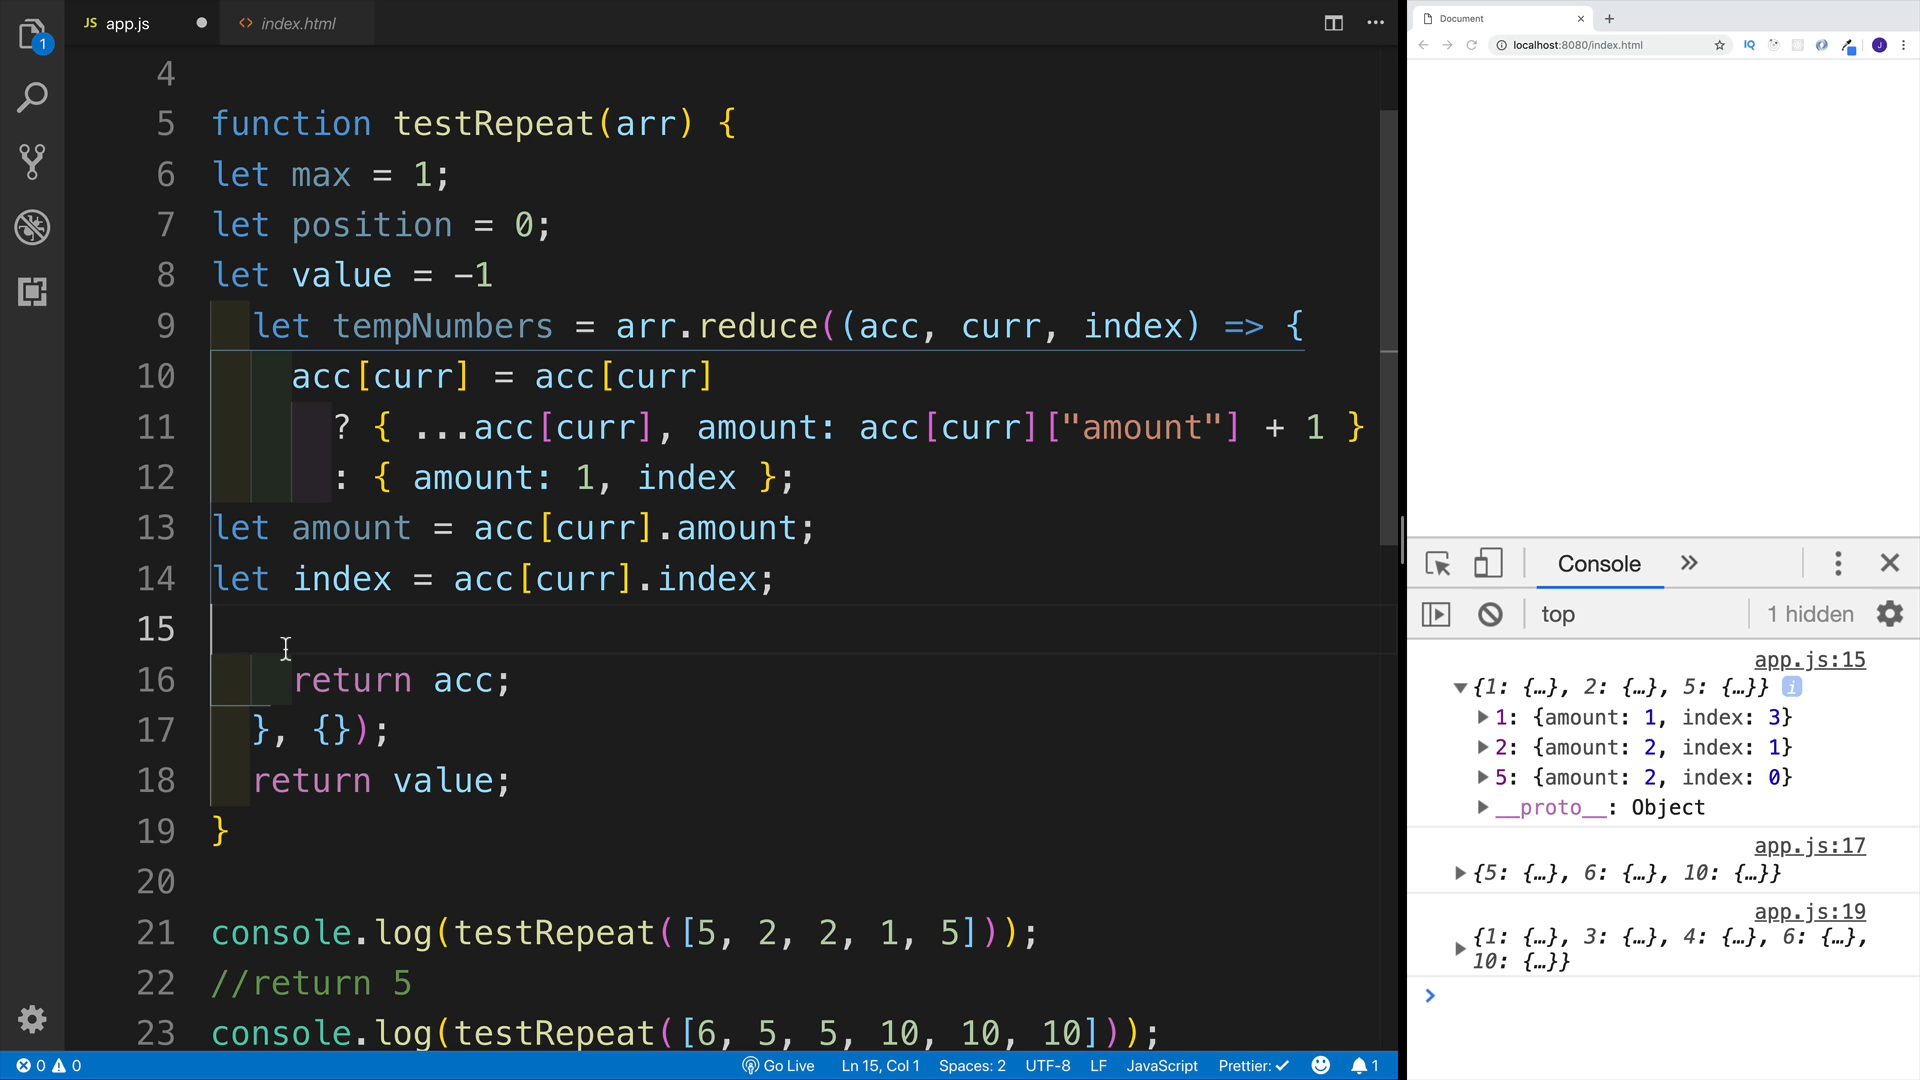 1
JS app.js
<> index.html
4
5 function testRepeat(arr) {
6 let max = 1;
7 let position = 0;
8 let value = -1
9 let tempNumbers = arr.reduce((acc, curr, index) => {
10 acc[curr] = acc[curr]
11 ? { ...acc[curr], amount: acc[curr]["amount"] + 1 }
12 : { amount: 1, index };
13 let amount = acc[curr].amount;
14 let index = acc[curr].index;
15
16 return acc;
17 }, {});
18 return value;
19 }
20
21 console.log(testRepeat([5, 2, 2, 1, 5]));
22 //return 5
23 console.log(testRepeat([6, 5, 5, 10, 10, 10]));
0 0 Go Live Ln 15, Col 1 Spaces: 2 UTF-8 LF JavaScript Prettier: ✓ 1
Document
localhost:8080/index.html IQ J
Console
top 1 hidden
app.js:15
{1: {…}, 2: {…}, 5: {…}} i
1: {amount: 1, index: 3}
2: {amount: 2, index: 1}
5: {amount: 2, index: 0}
__proto__: Object
app.js:17
{5: {…}, 6: {…}, 10: {…}}
app.js:19
{1: {…}, 3: {…}, 4: {…}, 6: {…},
10: {…}}